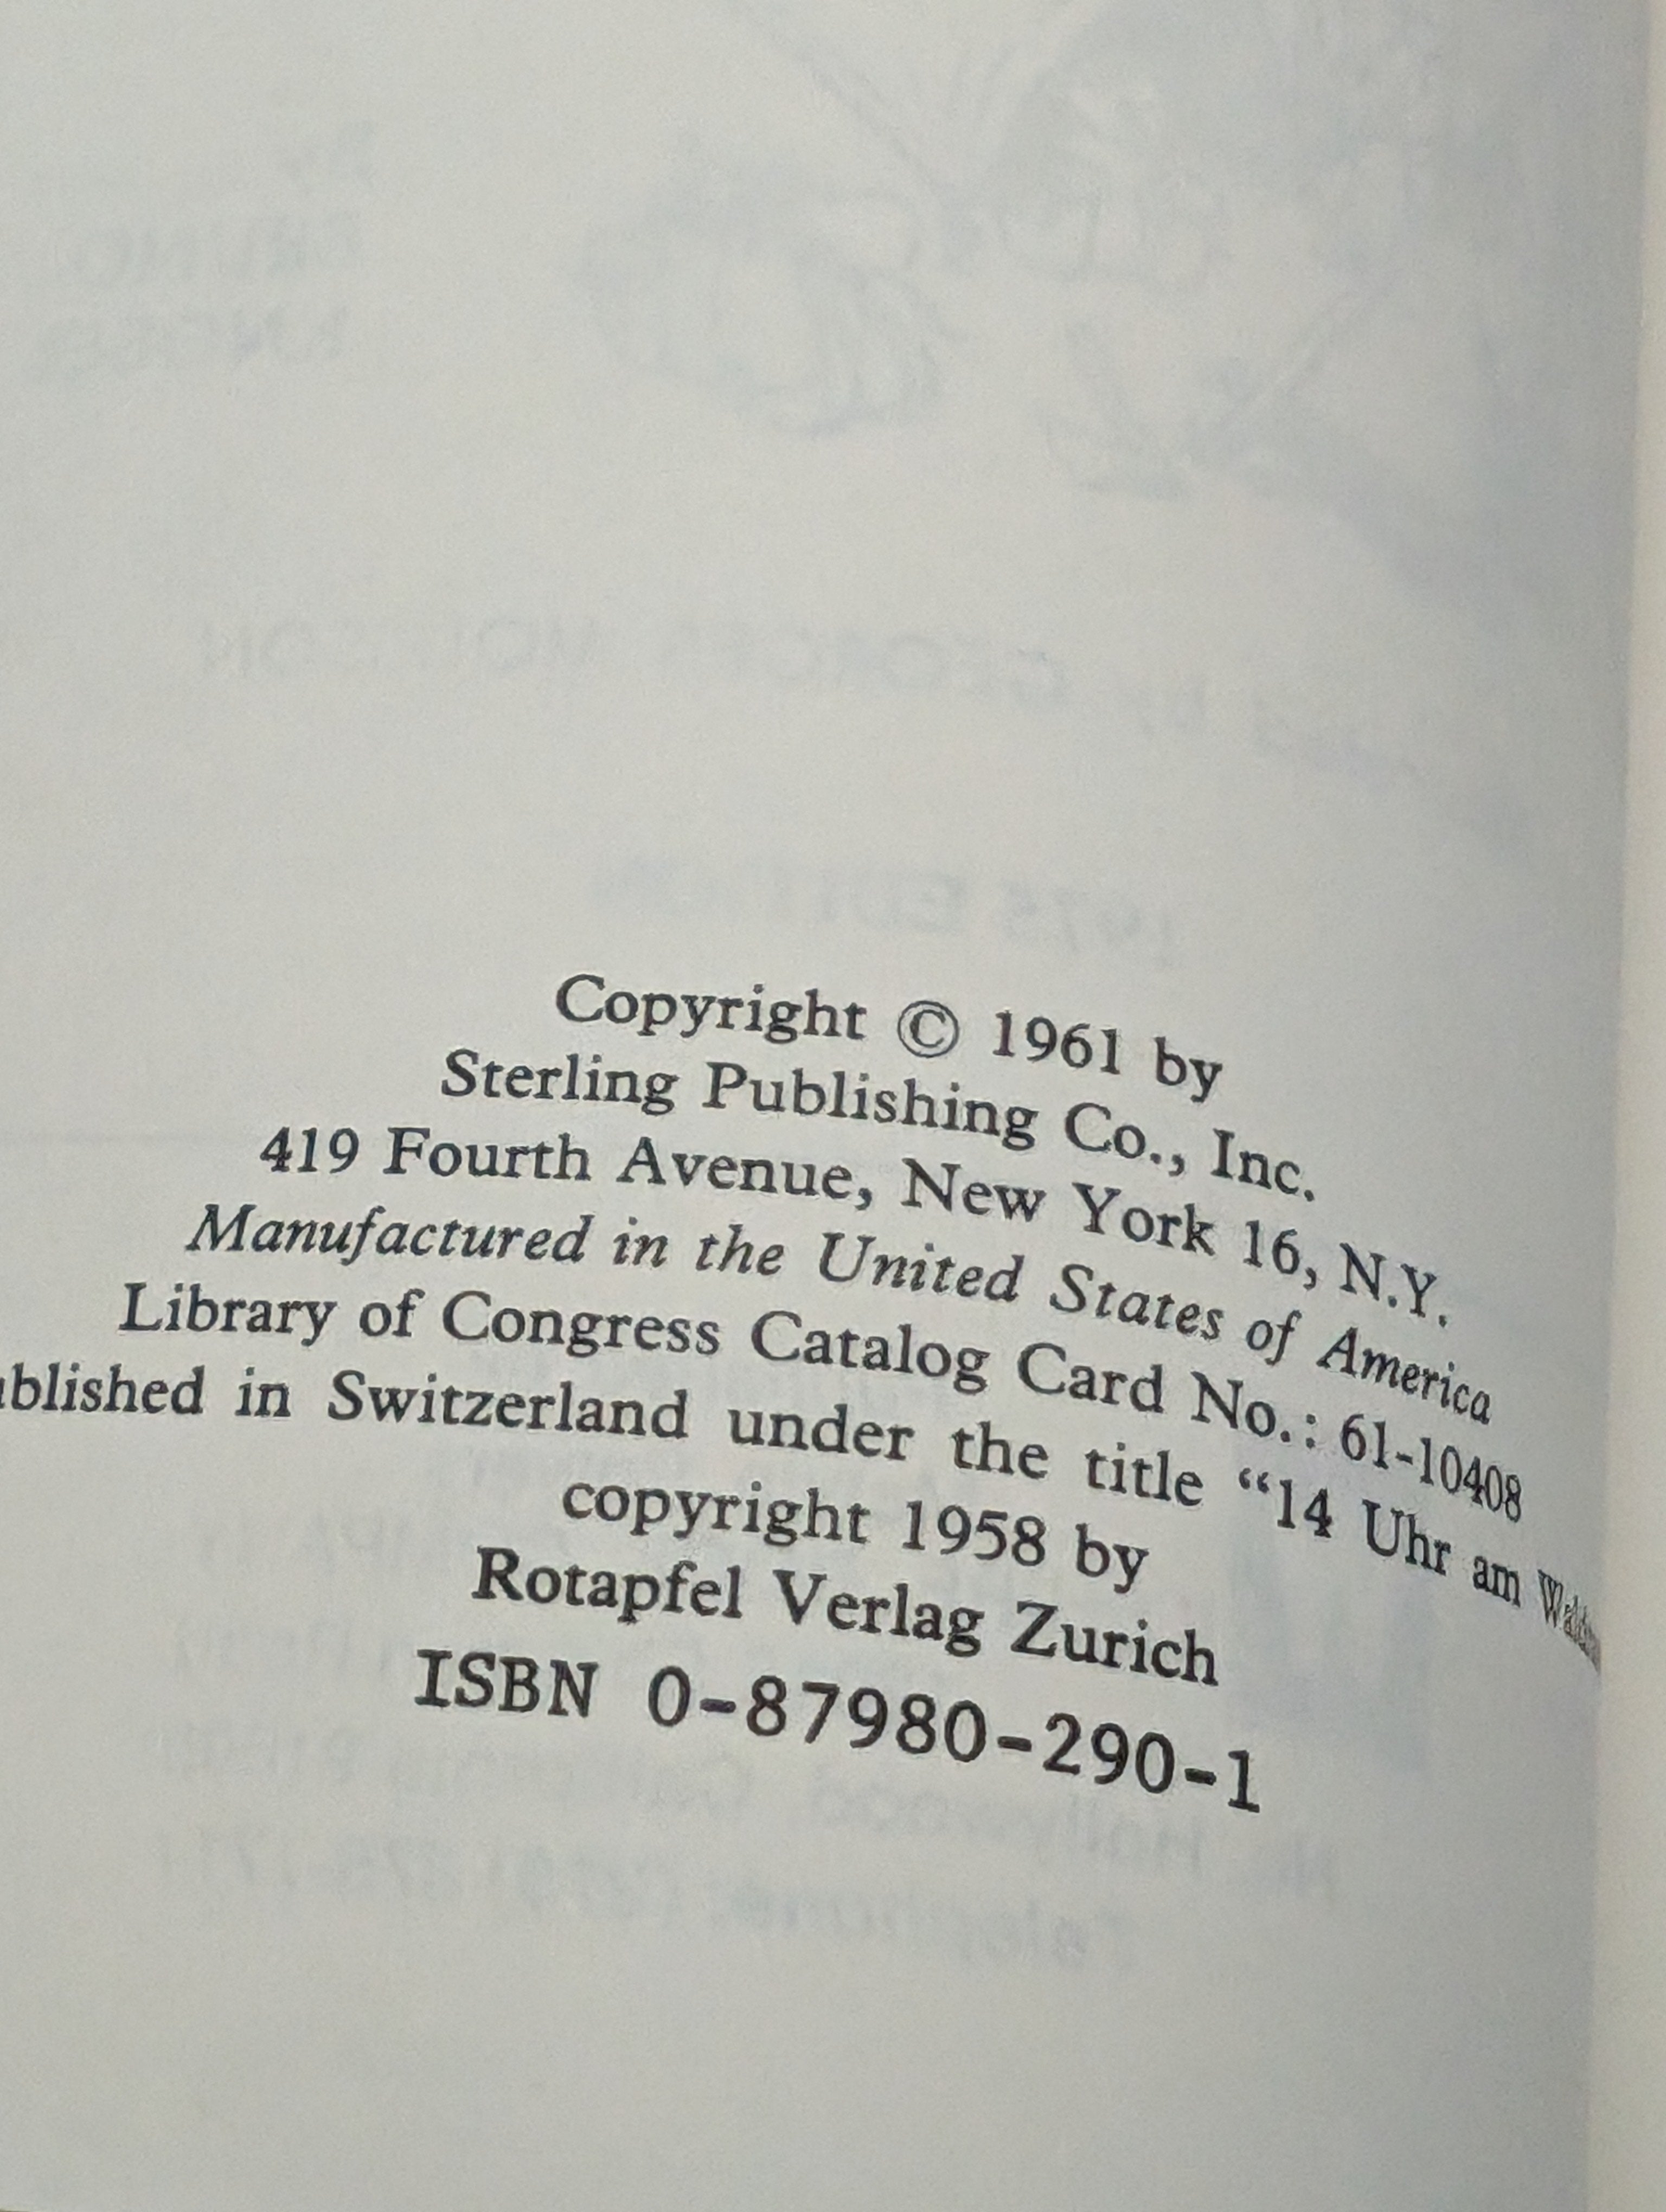 Copyright © 1961 by
Sterling Publishing Co., Inc.
419 Fourth Avenue, New York 16, N.Y.
Manufactured in the United States of America
Library of Congress Catalog Card No.: 61-10408
blished in Switzerland under the title “14 Uhr am
copyright 1958 by
Rotapfel Verlag Zurich
ISBN 0-87980-290-1